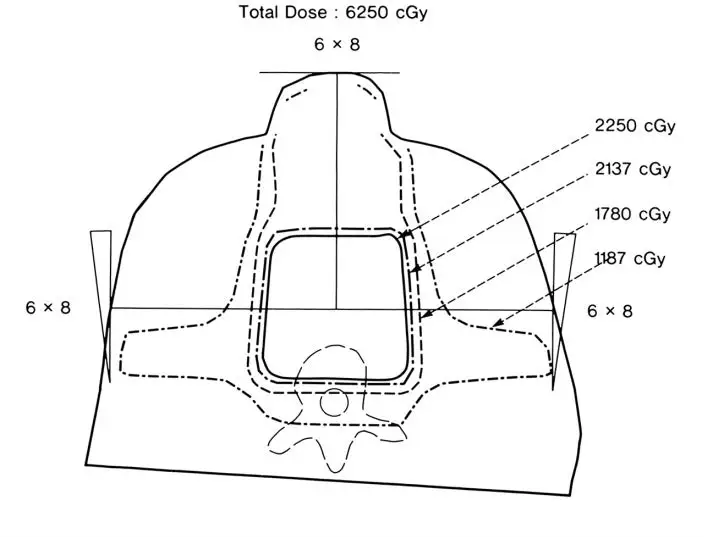 Total Dose : 6250 cGy
6 × 8
2250 cGy
2137 cGy
1780 cGy
1187 cGy
6 × 8
6 × 8